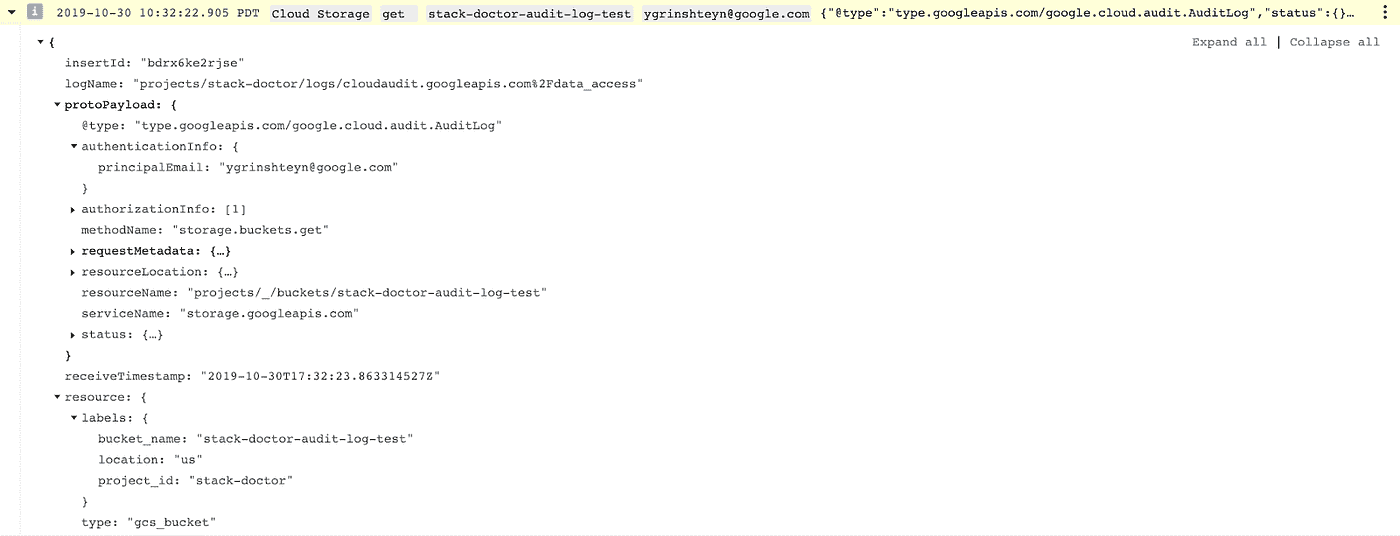 2019-10-30 10:32:22.905 PDT Cloud Storage get stack-doctor-audit-log-test ygrinshteyn@google.com {"@type":"type.googleapis.com/google.cloud.audit.AuditLog","status":{}…
{ Expand all | Collapse all
insertId: "bdrx6ke2rjse"
logName: "projects/stack-doctor/logs/cloudaudit.googleapis.com%2Fdata_access"
protoPayload: {
@type: "type.googleapis.com/google.cloud.audit.AuditLog"
authenticationInfo: {
principalEmail: "ygrinshteyn@google.com"
}
authorizationInfo: [1]
methodName: "storage.buckets.get"
requestMetadata: {…}
resourceLocation: {…}
resourceName: "projects/_/buckets/stack-doctor-audit-log-test"
serviceName: "storage.googleapis.com"
status: {…}
}
receiveTimestamp: "2019-10-30T17:32:23.863314527Z"
resource: {
labels: {
bucket_name: "stack-doctor-audit-log-test"
location: "us"
project_id: "stack-doctor"
}
type: "gcs_bucket"